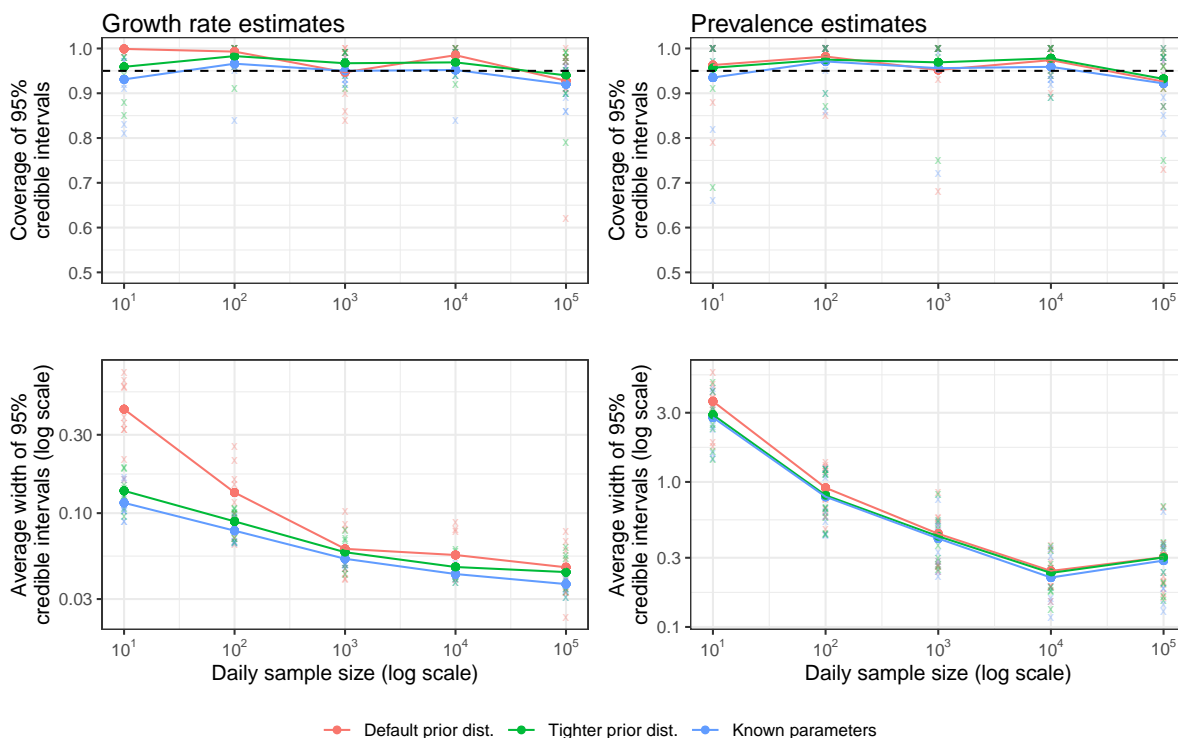 Growth rate estimates
Prevalence estimates
Coverage of 95%
credible intervals
1.0
0.9
0.8
0.7
0.6
0.5
10¹
10²
10³
10⁴
10⁵
Coverage of 95%
credible intervals
1.0
0.9
0.8
0.7
0.6
0.5
10¹
10²
10³
10⁴
10⁵
Average width of 95%
credible intervals (log scale)
0.30
0.10
0.03
10¹
10²
10³
10⁴
10⁵
Daily sample size (log scale)
Average width of 95%
credible intervals (log scale)
3.0
1.0
0.3
0.1
10¹
10²
10³
10⁴
10⁵
Daily sample size (log scale)
Default prior dist.
Tighter prior dist.
Known parameters